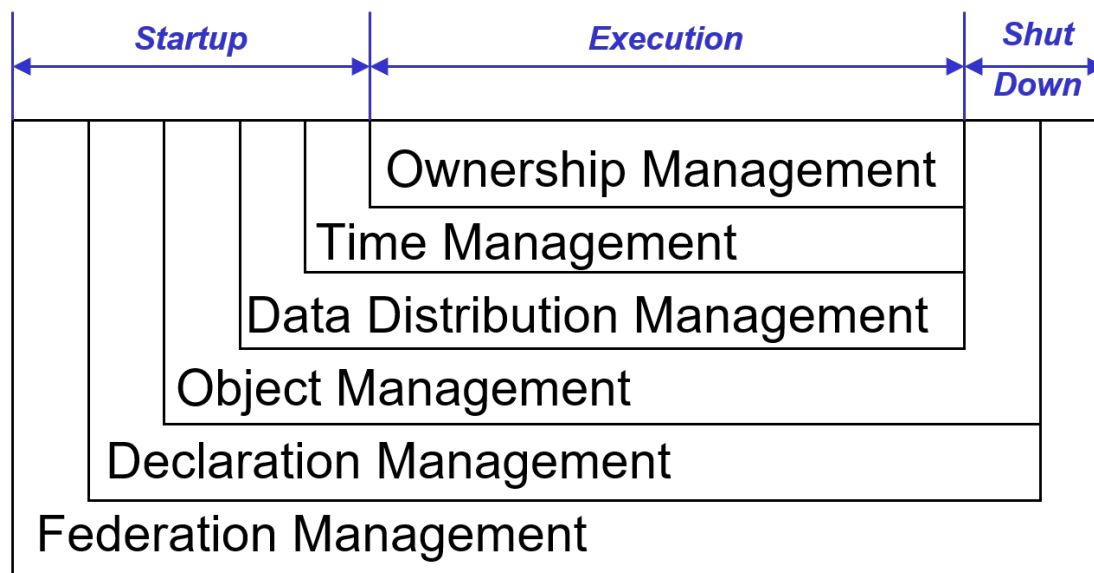 Startup
Execution
Shut
Down
Ownership Management
Time Management
Data Distribution Management
Object Management
Declaration Management
Federation Management